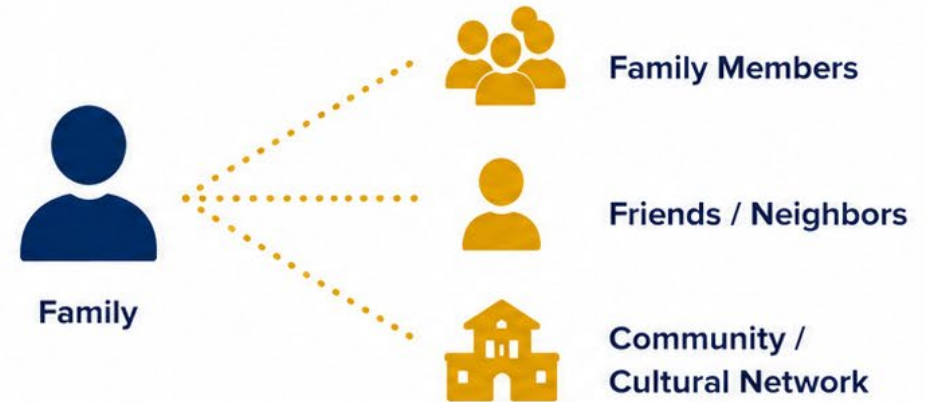 Family Members
Friends / Neighbors
Family
Community /
Cultural Network